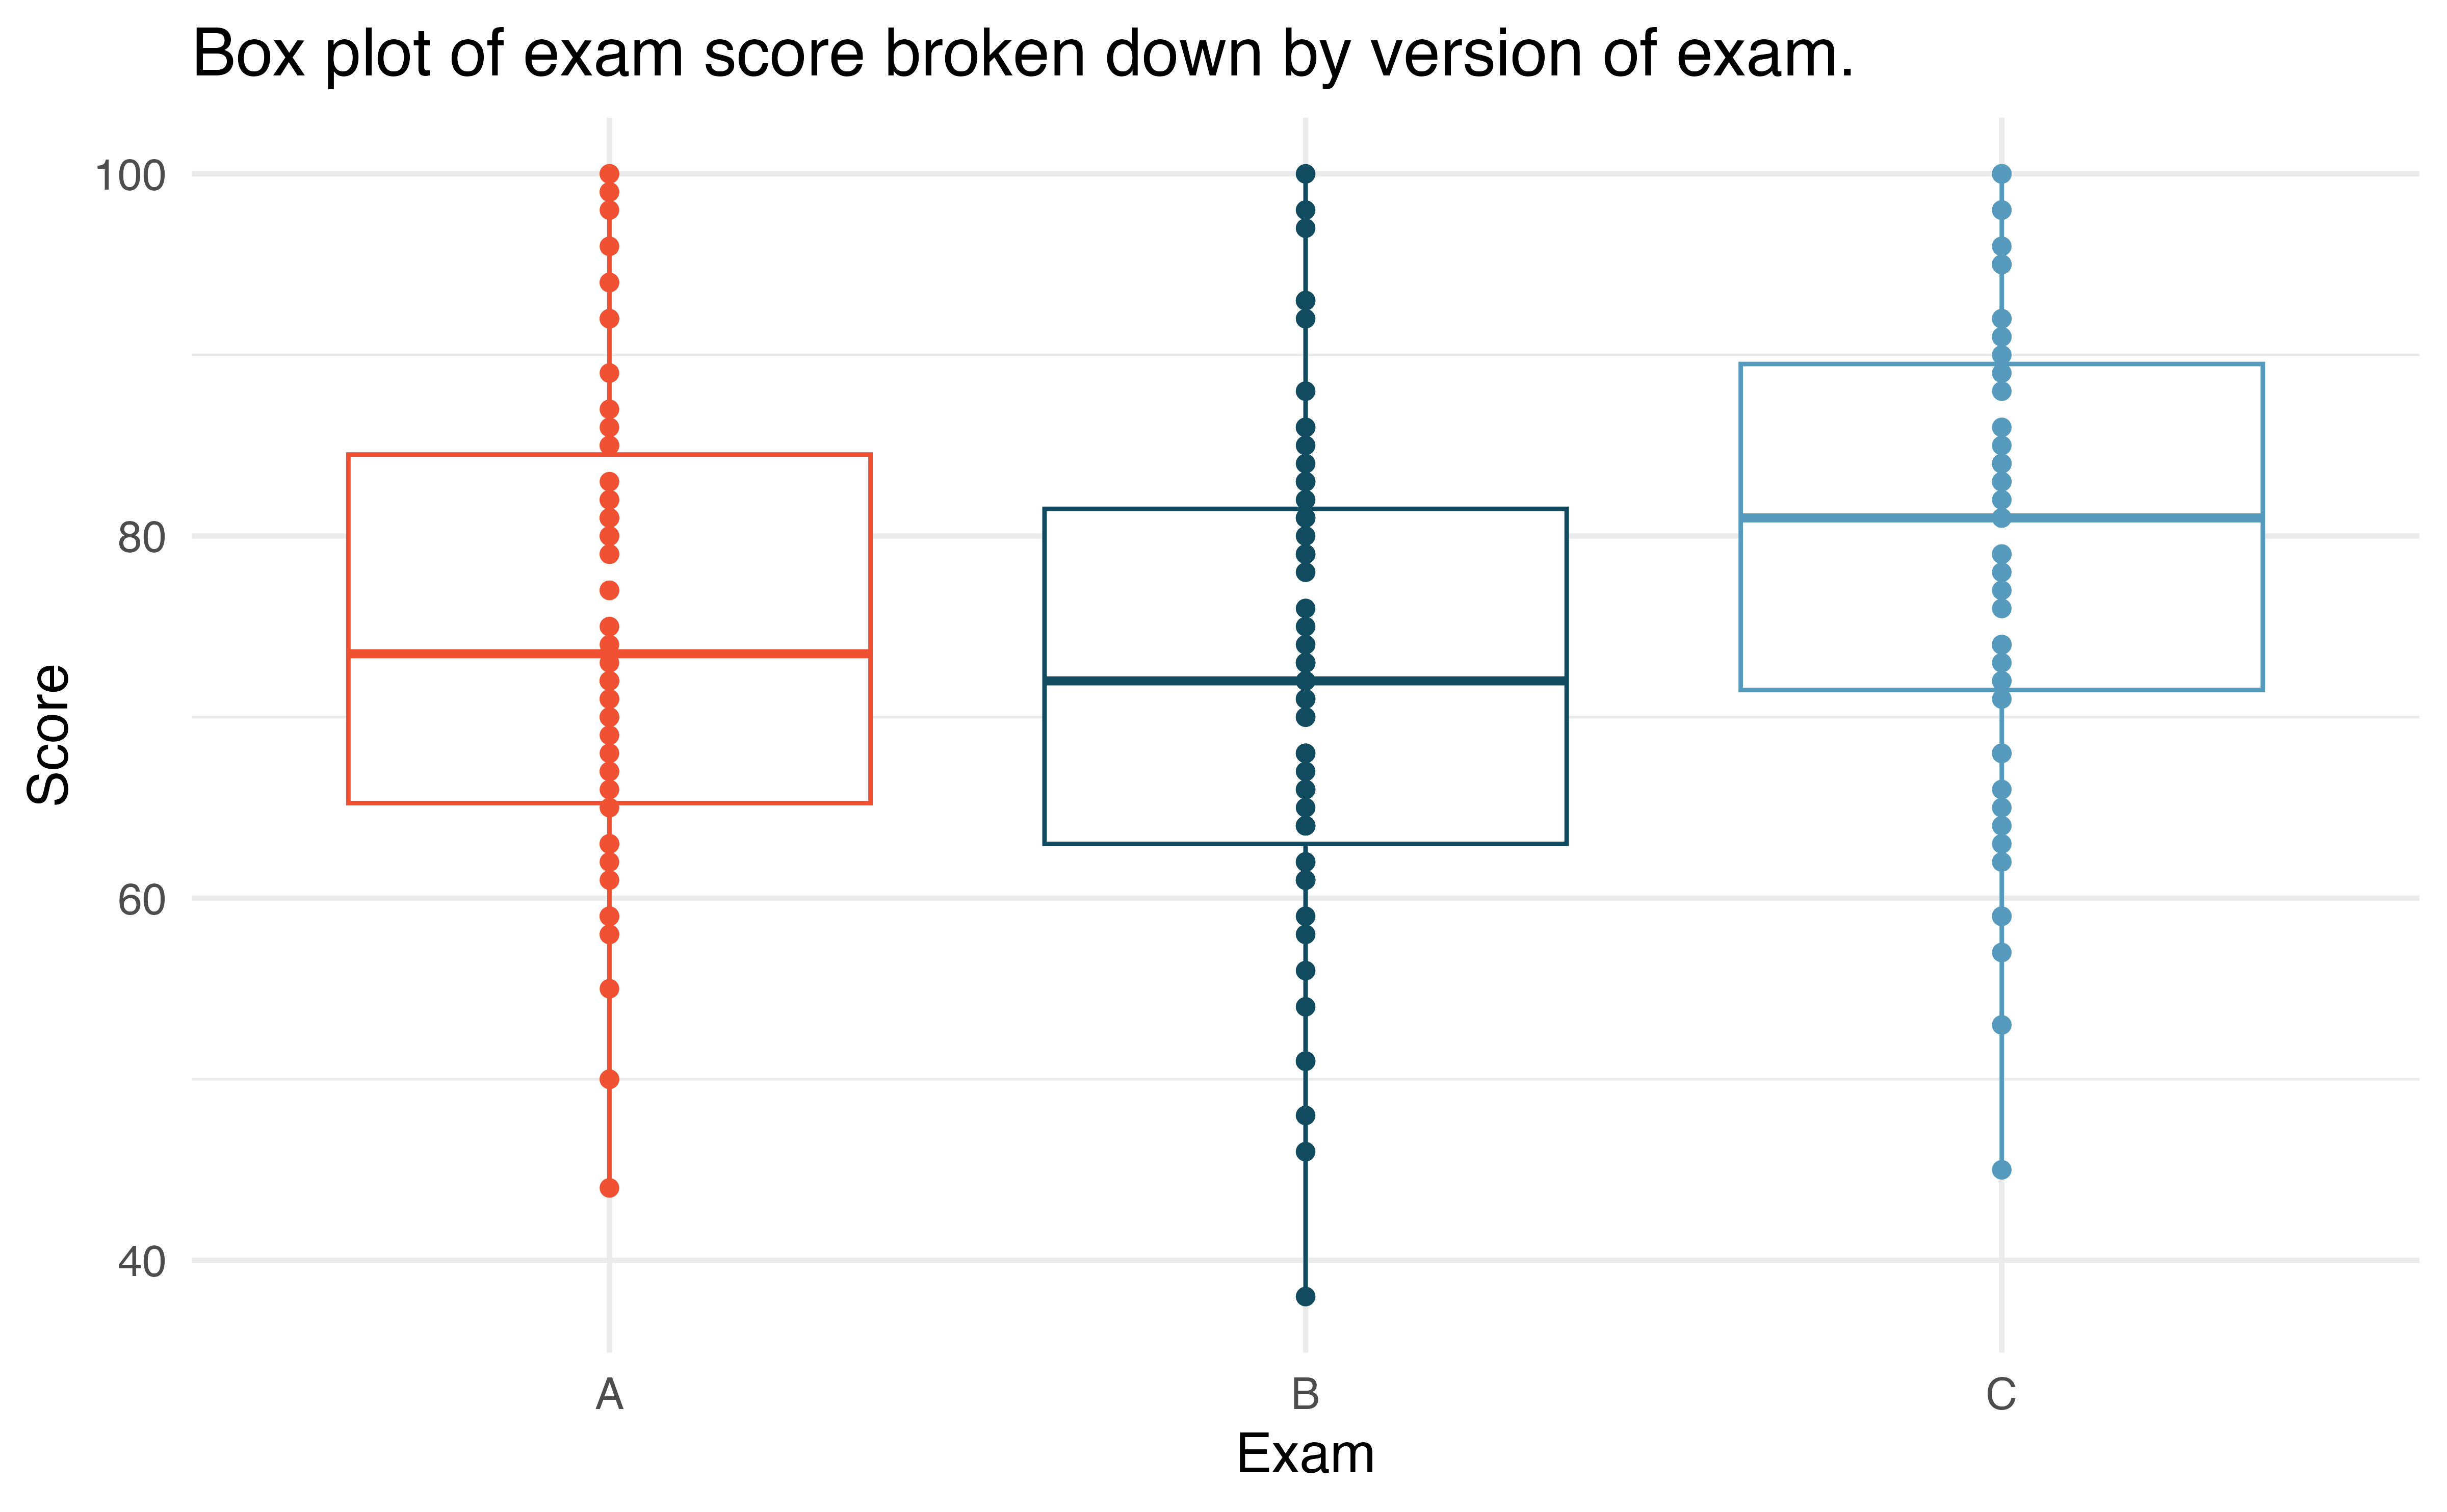 Box plot of exam score broken down by version of exam.
100
80
60
40
Score
A
B
C
Exam